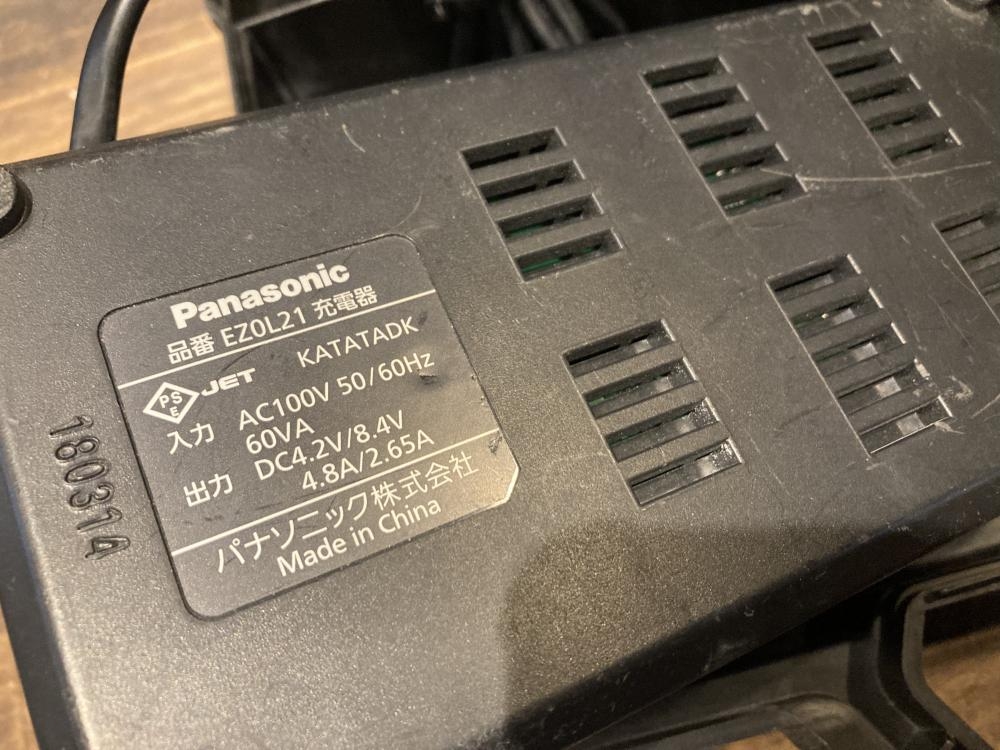 Panasonic
品番 EZ0L21 充電器
KATATADK
PS
E
JET
入力 AC100V 50/60Hz
60VA
出力 DC4.2V/8.4V
4.8A/2.65A
パナソニック株式会社
Made in China
180314